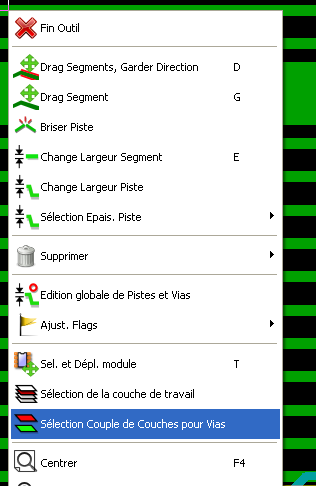 Fin Outil
Drag Segments, Garder Direction D
Drag Segment G
Briser Piste
Change Largeur Segment E
Change Largeur Piste
Sélection Epais. Piste
Supprimer
Edition globale de Pistes et Vias
Ajust. Flags
Sel. et Dépl. module T
Sélection de la couche de travail
Sélection Couple de Couches pour Vias
Centrer F4